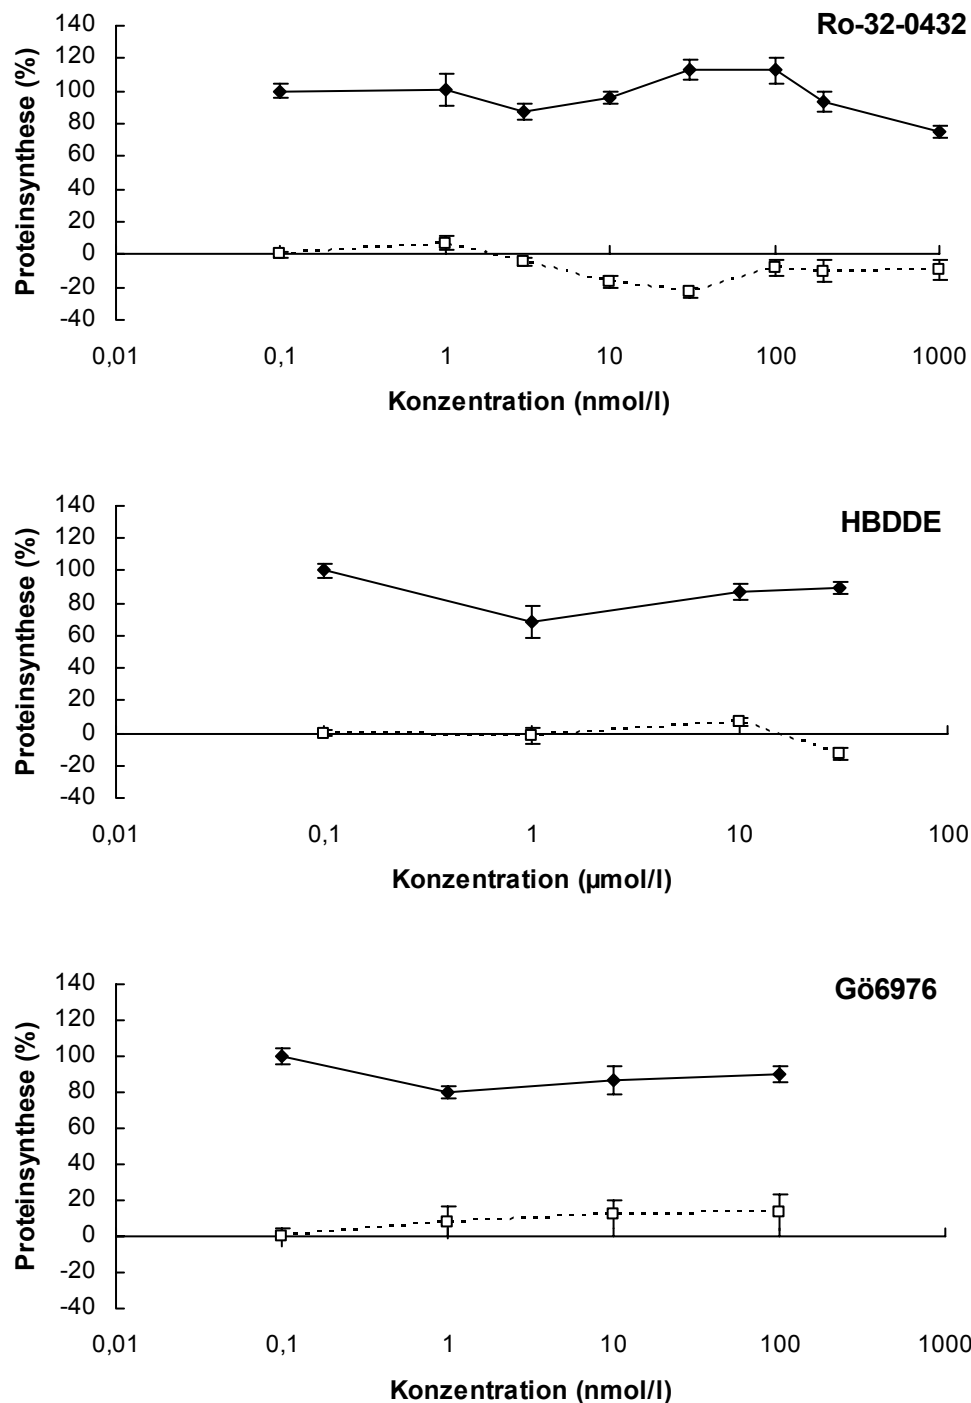 Ro-32-0432
Proteinsynthese (%)
140
120
100
80
60
40
20
0
-20
-40
0,01 0,1 1 10 100 1000
Konzentration (nmol/l)
HBDDE
Proteinsynthese (%)
140
120
100
80
60
40
20
0
-20
-40
0,01 0,1 1 10 100
Konzentration (µmol/l)
Gö6976
Proteinsynthese (%)
140
120
100
80
60
40
20
0
-20
-40
0,01 0,1 1 10 100 1000
Konzentration (nmol/l)